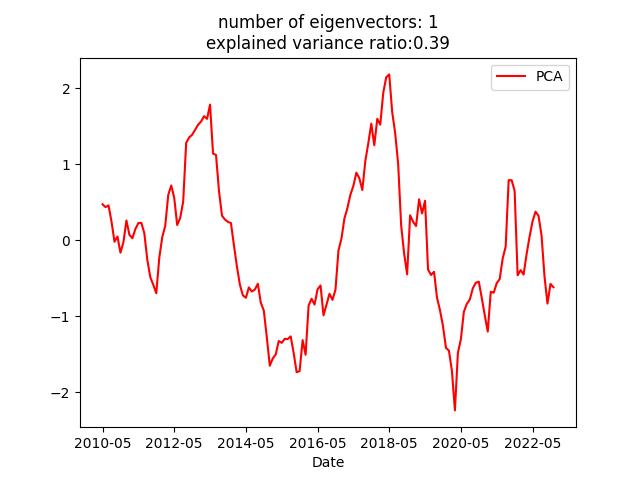 number of eigenvectors: 1
explained variance ratio:0.39
PCA
2
1
0
−1
−2
2010-05 2012-05 2014-05 2016-05 2018-05 2020-05 2022-05
Date